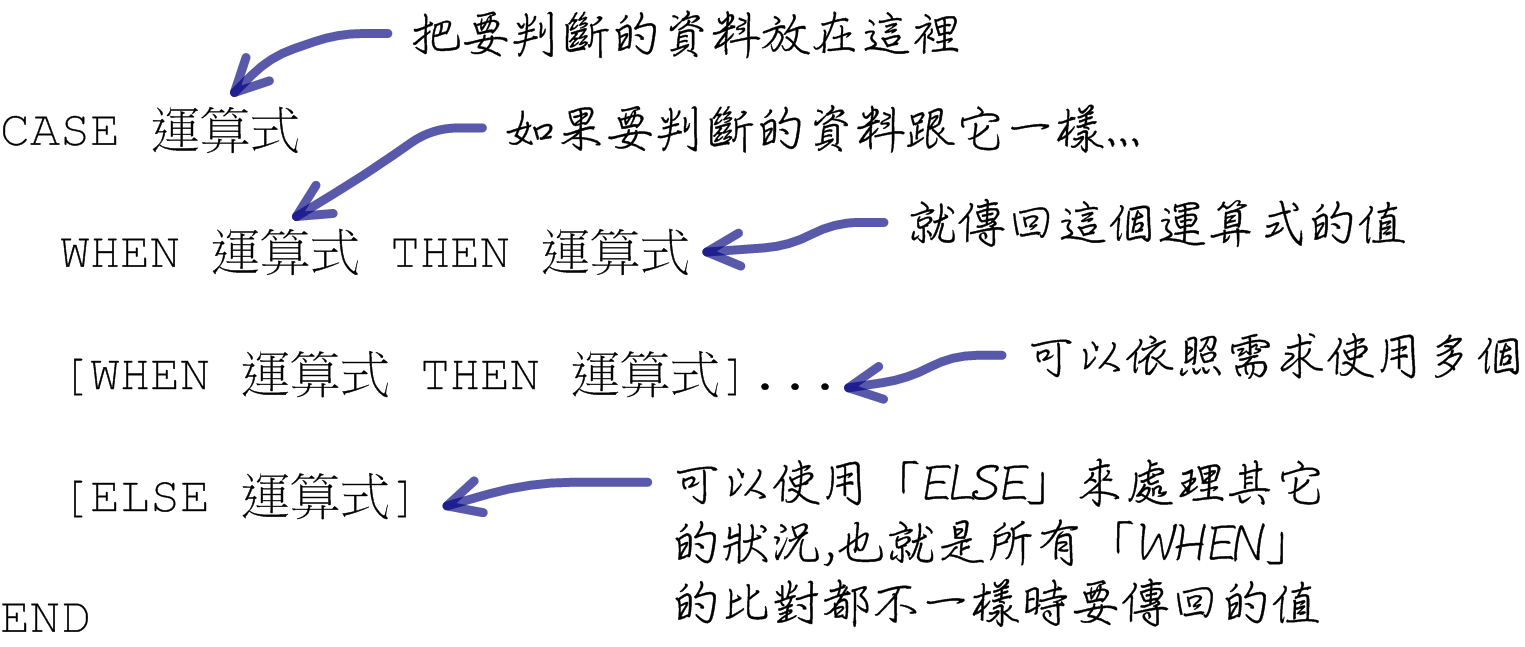 把要判斷的資料放在這裡
CASE 運算式
如果要判斷的資料跟它一樣...
就傳回這個運算式的值
WHEN 運算式 THEN 運算式
可以依照需求使用多個
[WHEN 運算式 THEN 運算式]...
[ELSE 運算式]
可以使用「ELSE」來處理其它
的狀況,也就是所有「WHEN」
的比對都不一樣時要傳回的值
END